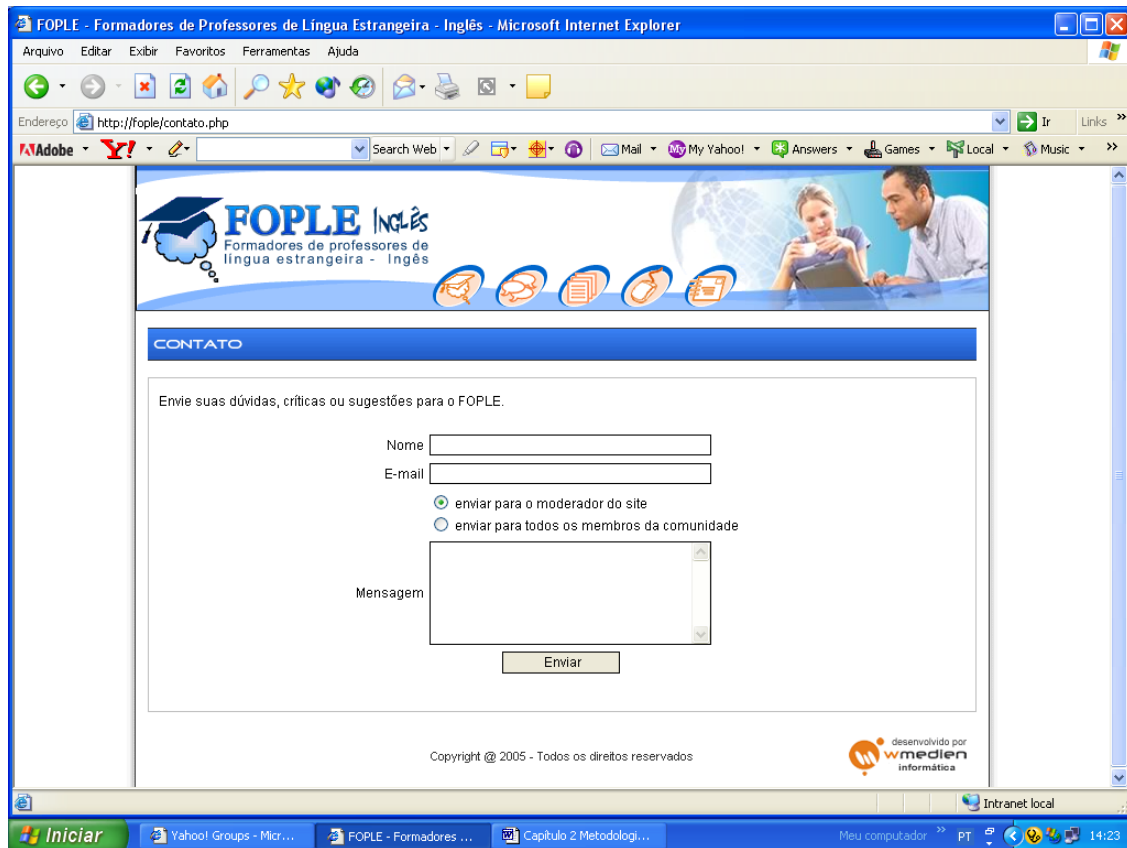 FOPLE - Formadores de Professores de Língua Estrangeira - Inglês - Microsoft Internet Explorer
Arquivo Editar Exibir Favoritos Ferramentas Ajuda
Endereço http://fople/contato.php Ir Links »
Adobe Y! Search Web Mail My Yahoo! Answers Games Local Music »
FOPLE INGLÊS
Formadores de professores de
língua estrangeira - Ingês
CONTATO
Envie suas dúvidas, críticas ou sugestões para o FOPLE.
Nome
E-mail
enviar para o moderador do site
enviar para todos os membros da comunidade
Mensagem
Enviar
Copyright @ 2005 - Todos os direitos reservados
desenvolvido por
wmedien
informática
Intranet local
Iniciar Yahoo! Groups - Micr... FOPLE - Formadores ... Capítulo 2 Metodologi... Meu computador » PT 14:23